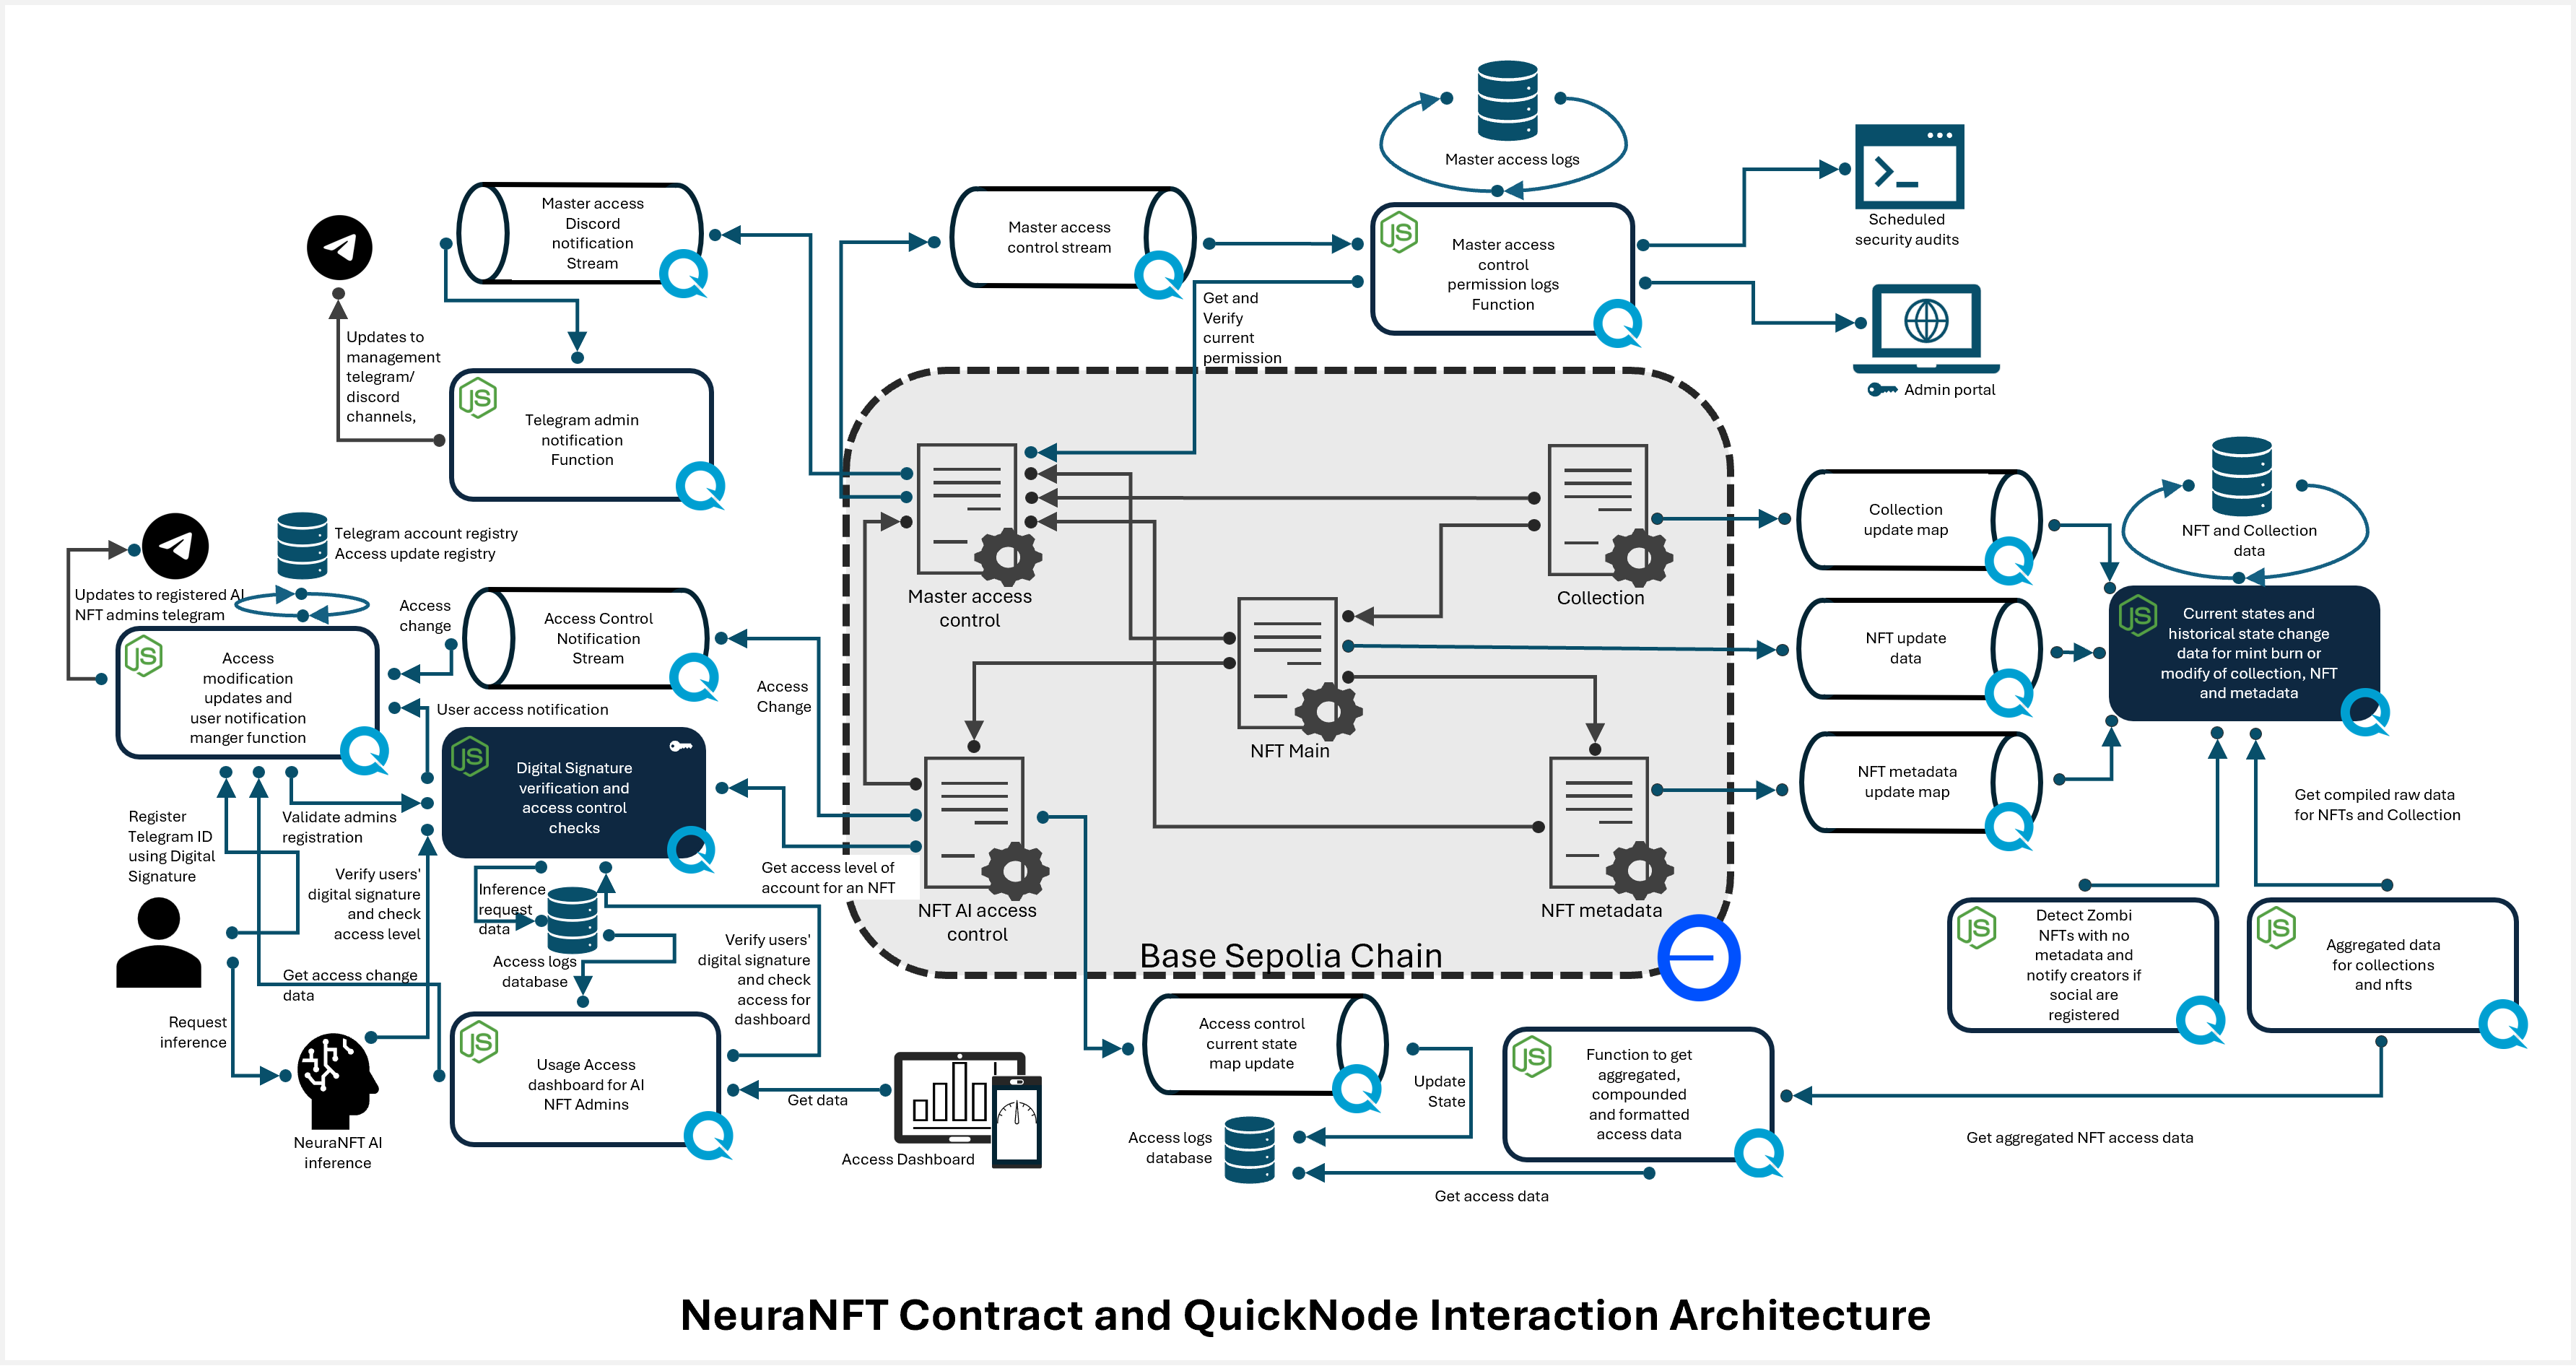 Master access logs
Scheduled
security audits
Master access
Discord
notification
Stream
Master access
control stream
JS
Master access
control
permission logs
Function
Get and
Verify
current
permission
Admin portal
Updates to
management
telegram/
discord
channels,
JS
Telegram admin
notification
Function
Telegram account registry
Access update registry
Updates to registered AI
NFT admins telegram
Access
change
Access Control
Notification
Stream
JS
Access
modification
updates and
user notification
manger function
User access notification
Access
Change
JS
Digital Signature
verification and
access control
checks
Validate admins
registration
Register
Telegram ID
using Digital
Signature
Verify users'
digital signature
and check
access level
Get access level of
account for an NFT
Inference
request
data
Access logs
database
Verify users'
digital signature
and check
access for
dashboard
Get access change
data
Request
inference
NeuraNFT AI
inference
JS
Usage Access
dashboard for AI
NFT Admins
Get data
Access Dashboard
Master access
control
Collection
NFT Main
NFT AI access
control
NFT metadata
Base Sepolia Chain
Collection
update map
NFT update
data
NFT metadata
update map
NFT and Collection
data
JS
Current states and
historical state change
data for mint burn or
modify of collection, NFT
and metadata
Get compiled raw data
for NFTs and Collection
JS
Detect Zombi
NFTs with no
metadata and
notify creators if
social are
registered
JS
Aggregated data
for collections
and nfts
Access control
current state
map update
Update
State
Access logs
database
JS
Function to get
aggregated,
compounded
and formatted
access data
Get access data
Get aggregated NFT access data
NeuraNFT Contract and QuickNode Interaction Architecture